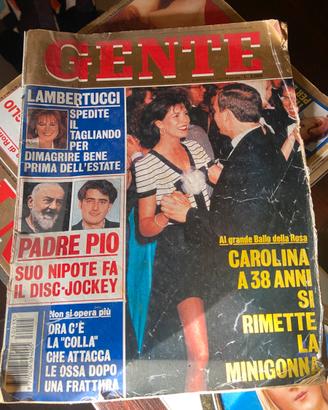 GENTE
LAMBERTUCCI
SPEDITE
IL
TAGLIANDO
PER
DIMAGRIRE BENE
PRIMA DELL'ESTATE
PADRE PIO
SUO NIPOTE FA
IL DISC-JOCKEY
Non si opera più
ORA C'È
LA "COLLA"
CHE ATTACCA
LE OSSA DOPO
UNA FRATTURA
Al grande Ballo della Rosa
CAROLINA
A 38 ANNI
SI
RIMETTE
LA
MINIGONNA